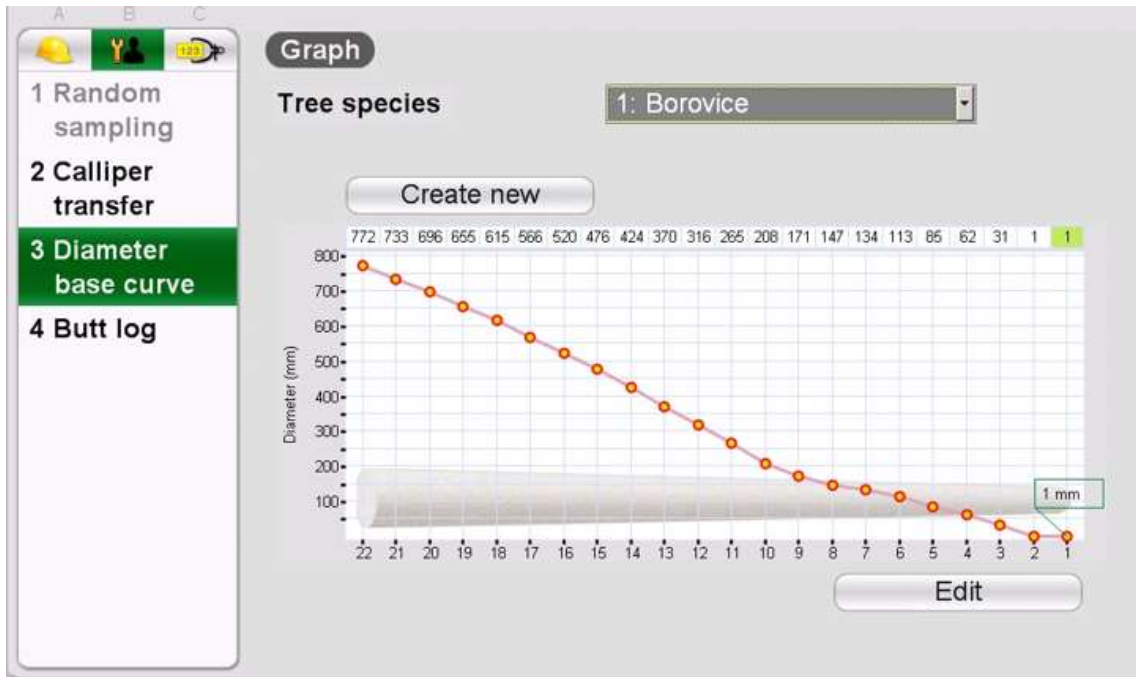 A B C
123
1 Random
sampling
2 Calliper
transfer
3 Diameter
base curve
4 Butt log
Graph
Tree species
1: Borovice
Create new
772 733 696 655 615 566 520 476 424 370 316 265 208 171 147 134 113 85 62 31 1 1
800
700
600
500
400
300
200
100
Diameter (mm)
1 mm
22 21 20 19 18 17 16 15 14 13 12 11 10 9 8 7 6 5 4 3 2 1
Edit